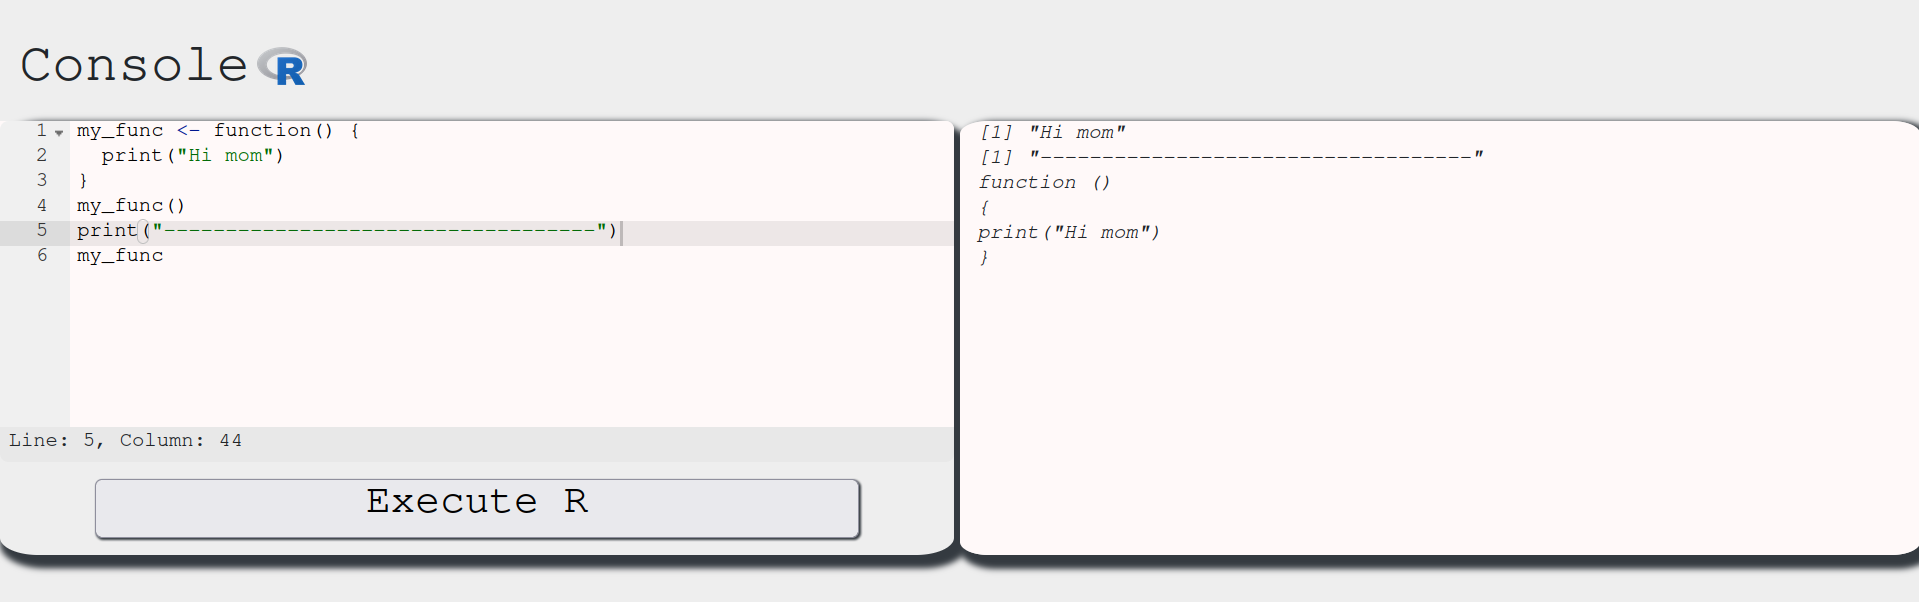 Console R
1 my_func <- function() {
2   print("Hi mom")
3 }
4 my_func()
5 print("-----------------------------------")
6 my_func
Line: 5, Column: 44
Execute R
[1] "Hi mom"
[1] "-----------------------------------"
function ()
{
print("Hi mom")
}